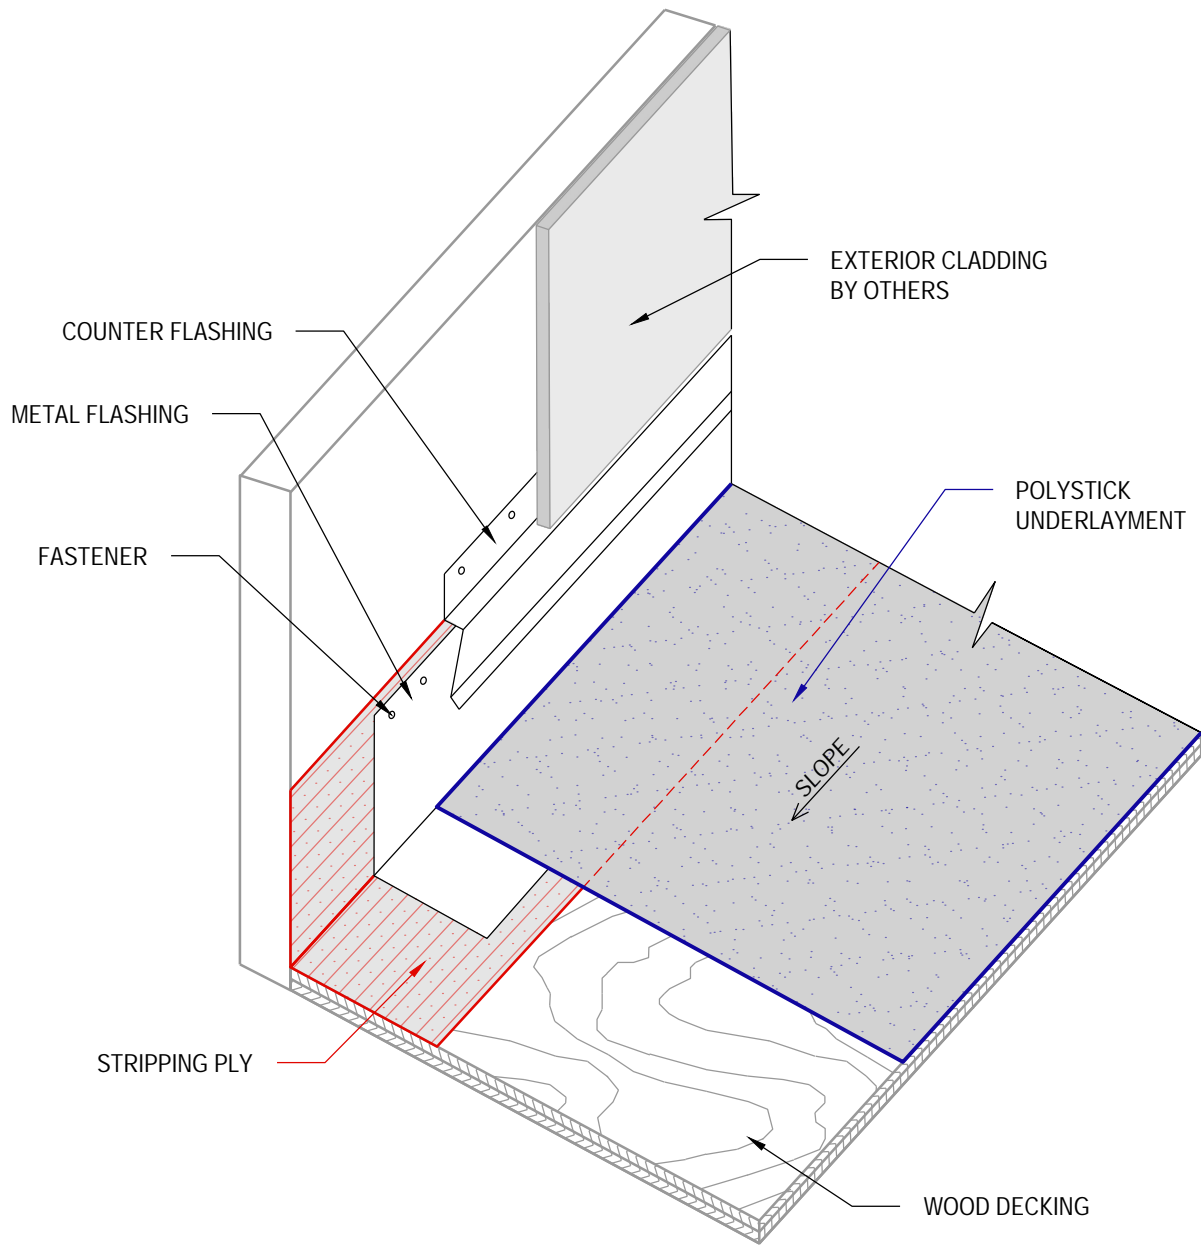 EXTERIOR CLADDING
BY OTHERS
COUNTER FLASHING
METAL FLASHING
POLYSTICK
UNDERLAYMENT
FASTENER
SLOPE
STRIPPING PLY
WOOD DECKING